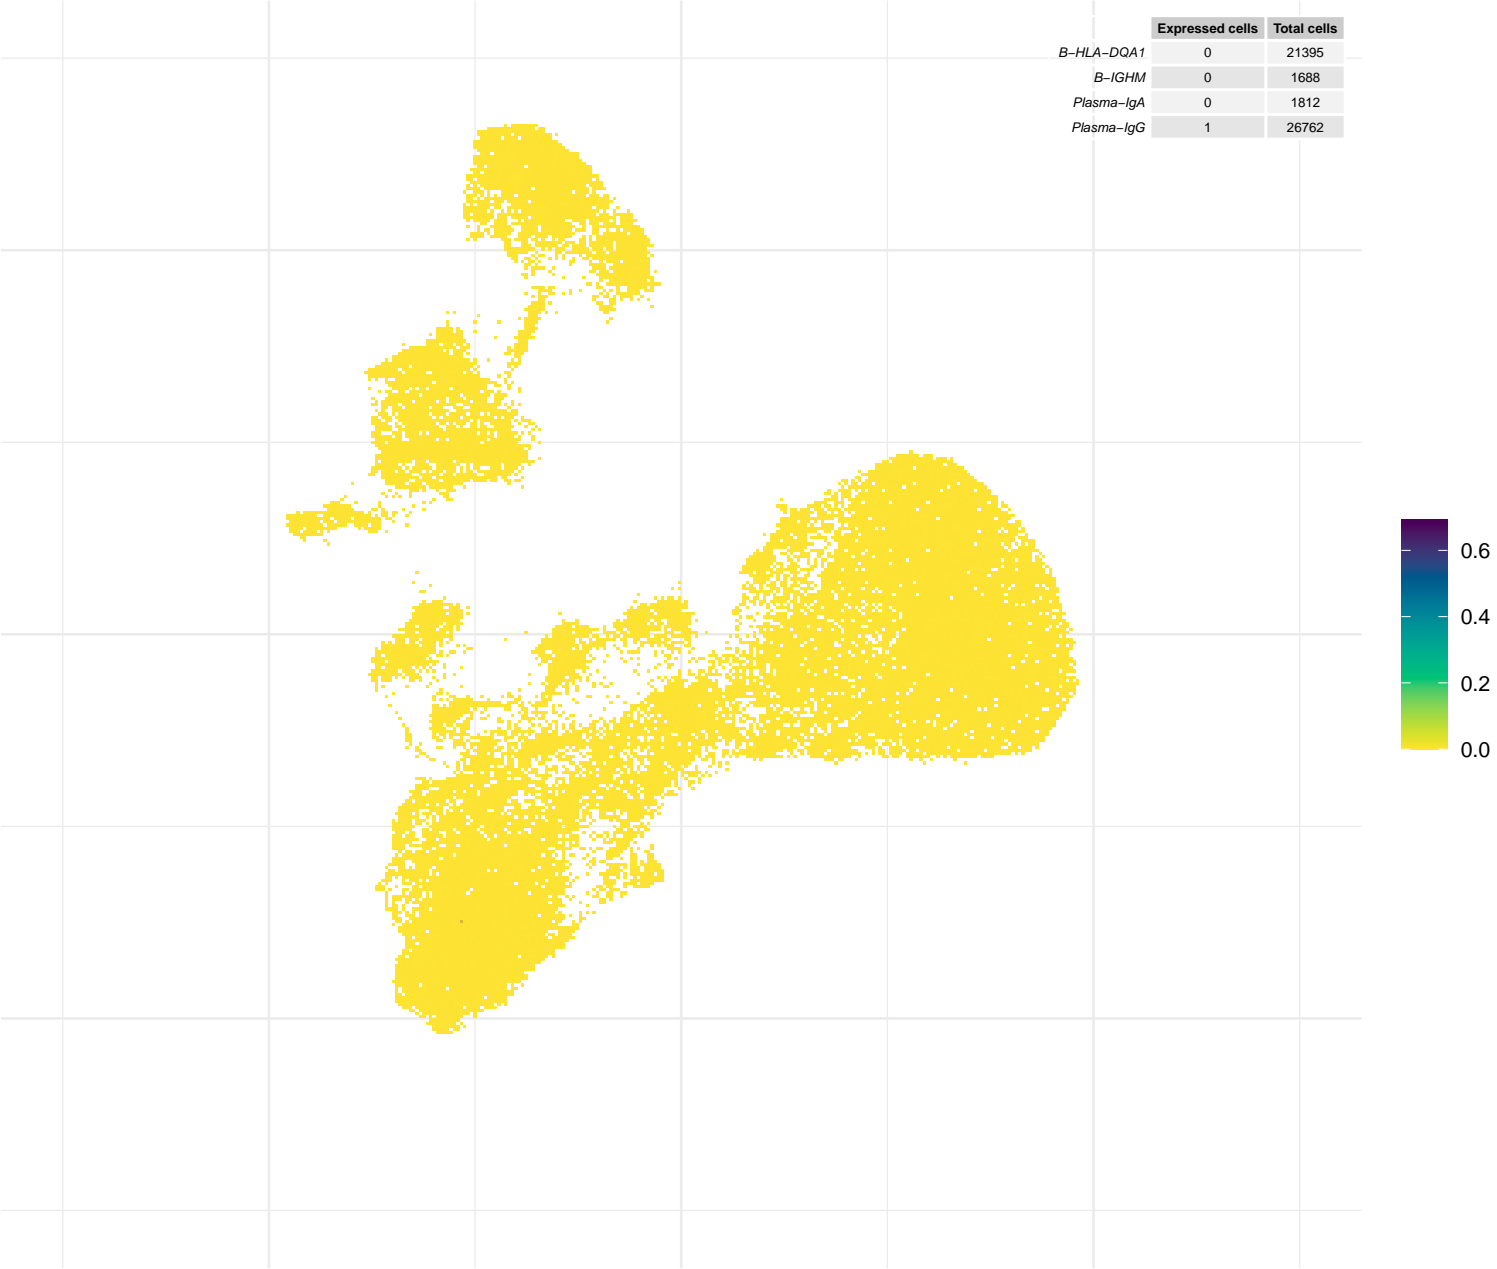 Expressed cells Total cells
B−HLA−DQA1 0 21395
B−IGHM 0 1688
Plasma−IgA 0 1812
Plasma−IgG 1 26762
0.6
0.4
0.2
0.0